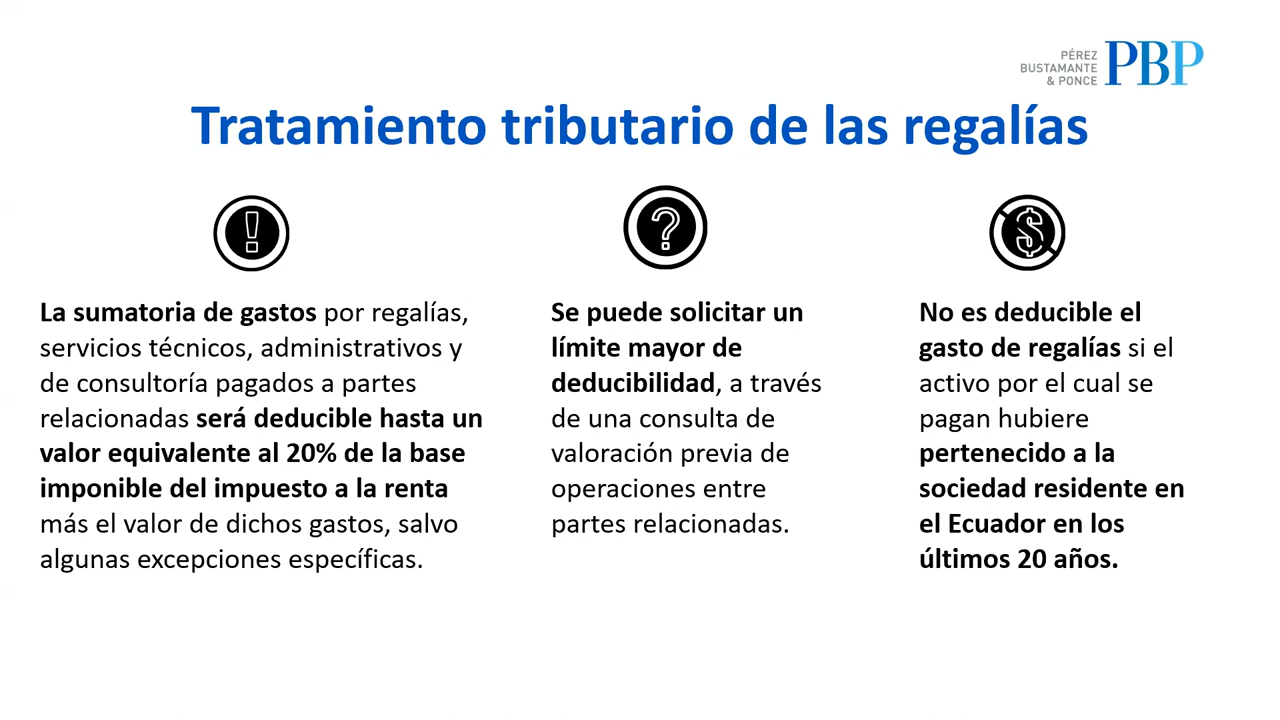 PÉREZ
BUSTAMANTE
& PONCE
PBP
Tratamiento tributario de las regalías
La sumatoria de gastos por regalías,
servicios técnicos, administrativos y
de consultoría pagados a partes
relacionadas será deducible hasta un
valor equivalente al 20% de la base
imponible del impuesto a la renta
más el valor de dichos gastos, salvo
algunas excepciones específicas.
Se puede solicitar un
límite mayor de
deducibilidad, a través
de una consulta de
valoración previa de
operaciones entre
partes relacionadas.
No es deducible el
gasto de regalías si el
activo por el cual se
pagan hubiere
pertenecido a la
sociedad residente en
el Ecuador en los
últimos 20 años.